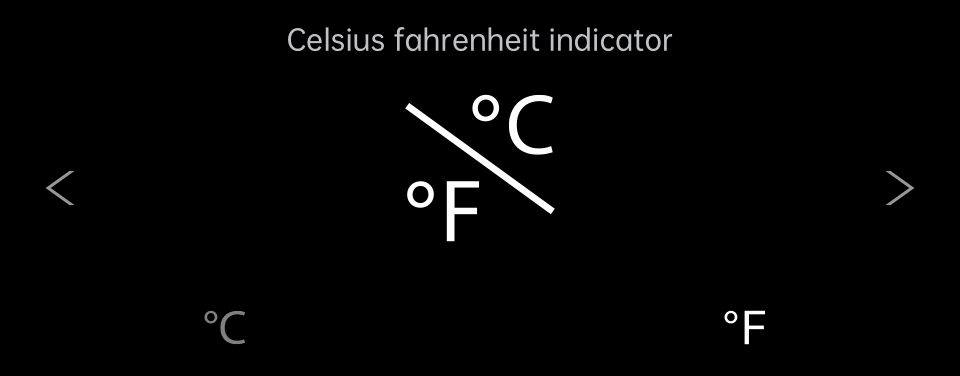 Celsius fahrenheit indicator
°C
°F
°C °F